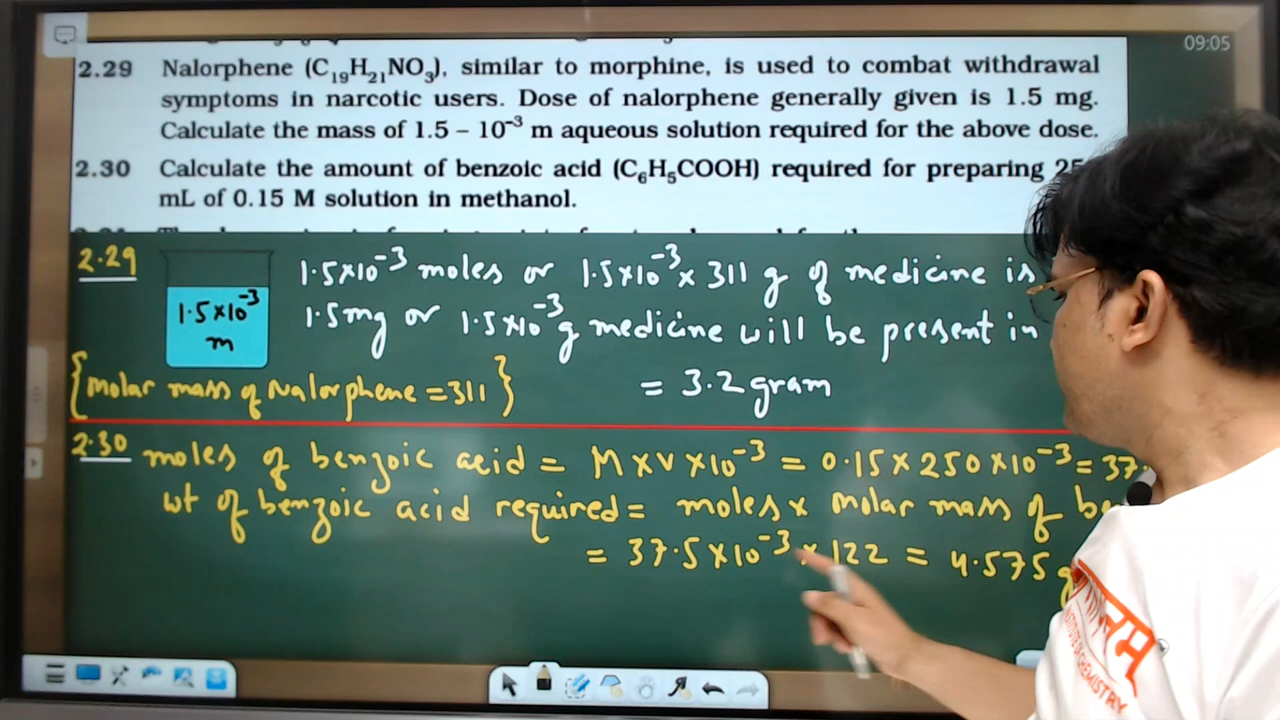 09:05
2.29 Nalorphene (C₁₉H₂₁NO₃), similar to morphine, is used to combat withdrawal
symptoms in narcotic users. Dose of nalorphene generally given is 1.5 mg.
Calculate the mass of 1.5 – 10⁻³ m aqueous solution required for the above dose.
2.30 Calculate the amount of benzoic acid (C₆H₅COOH) required for preparing
mL of 0.15 M solution in methanol.
2.29
1.5×10⁻³
m
1.5×10⁻³ moles or 1.5×10⁻³ × 311 g of medicine is
1.5mg or 1.5×10⁻³g medicine will be present in
= 3.2 gram
{Molar mass of Nalorphene = 311}
2.30 moles of benzoic acid = M×V×10⁻³ = 0.15×250×10⁻³ = 37.
wt of benzoic acid required = moles × molar mass of
= 37.5×10⁻³ × 122 = 4.575 g
INSTITUTE OF CHEMISTRY